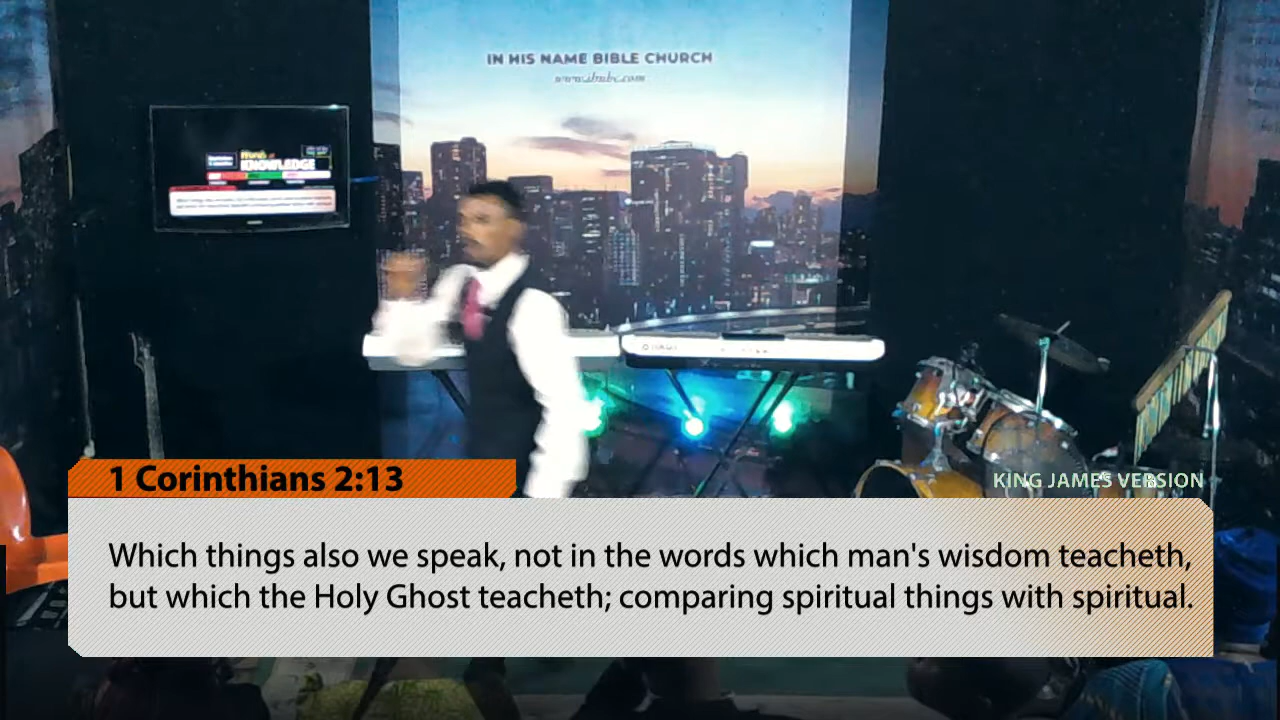 IN HIS NAME BIBLE CHURCH
KNOWLEDGE
1 Corinthians 2:13
KING JAMES VERSION
Which things also we speak, not in the words which man's wisdom teacheth,
but which the Holy Ghost teacheth; comparing spiritual things with spiritual.